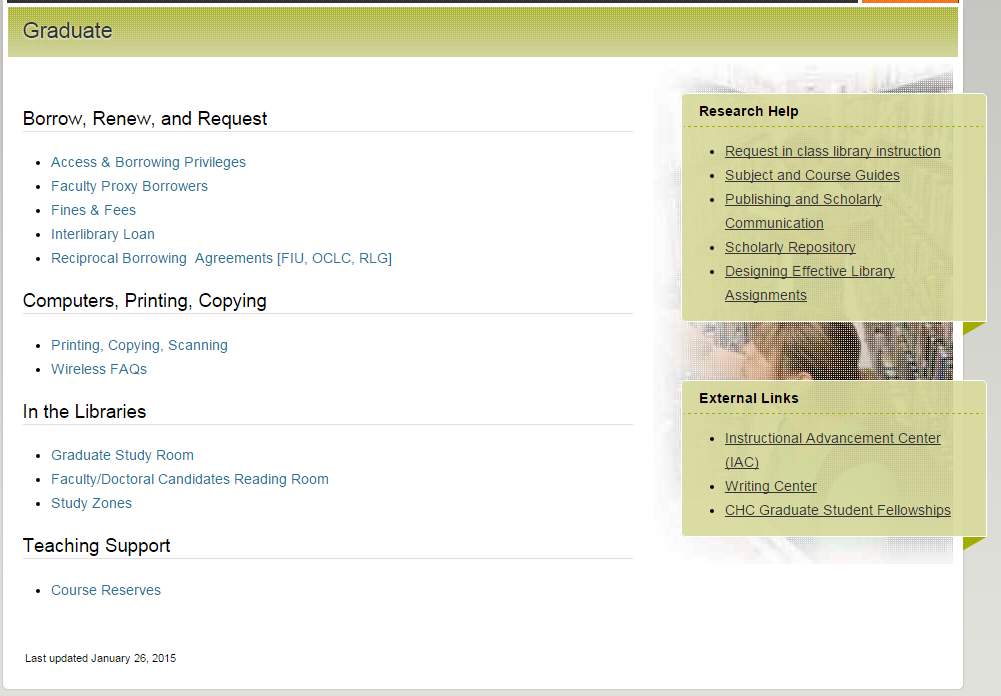 Graduate
Borrow, Renew, and Request
Access & Borrowing Privileges
Faculty Proxy Borrowers
Fines & Fees
Interlibrary Loan
Reciprocal Borrowing  Agreements [FIU, OCLC, RLG]
Computers, Printing, Copying
Printing, Copying, Scanning
Wireless FAQs
In the Libraries
Graduate Study Room
Faculty/Doctoral Candidates Reading Room
Study Zones
Teaching Support
Course Reserves
Last updated January 26, 2015
Research Help
Request in class library instruction
Subject and Course Guides
Publishing and Scholarly
Communication
Scholarly Repository
Designing Effective Library
Assignments
External Links
Instructional Advancement Center
(IAC)
Writing Center
CHC Graduate Student Fellowships